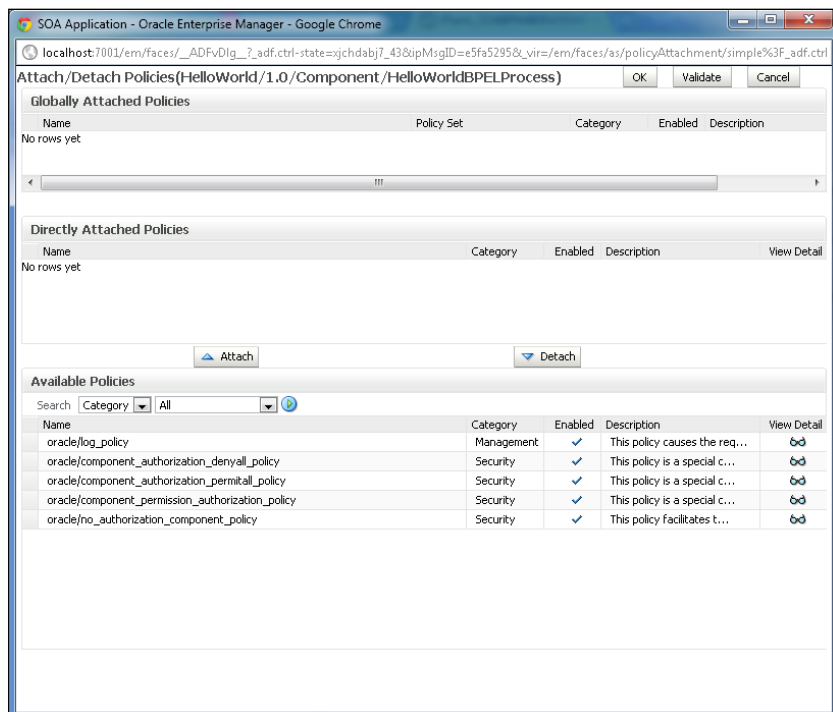 SOA Application - Oracle Enterprise Manager - Google Chrome
localhost:7001/em/faces/__ADFvDlg__?_adf.ctrl-state=xjchdabj7_43&ipMsgID=e5fa5295&_vir=/em/faces/as/policyAttachment/simple%3F_adf.ctrl
Attach/Detach Policies(HelloWorld/1.0/Component/HelloWorldBPELProcess) OK Validate Cancel
Globally Attached Policies
Name Policy Set Category Enabled Description
No rows yet
Directly Attached Policies
Name Category Enabled Description View Detail
No rows yet
Attach Detach
Available Policies
Search Category All
Name Category Enabled Description View Detail
oracle/log_policy Management This policy causes the req...
oracle/component_authorization_denyall_policy Security This policy is a special c...
oracle/component_authorization_permitall_policy Security This policy is a special c...
oracle/component_permission_authorization_policy Security This policy is a special c...
oracle/no_authorization_component_policy Security This policy facilitates t...